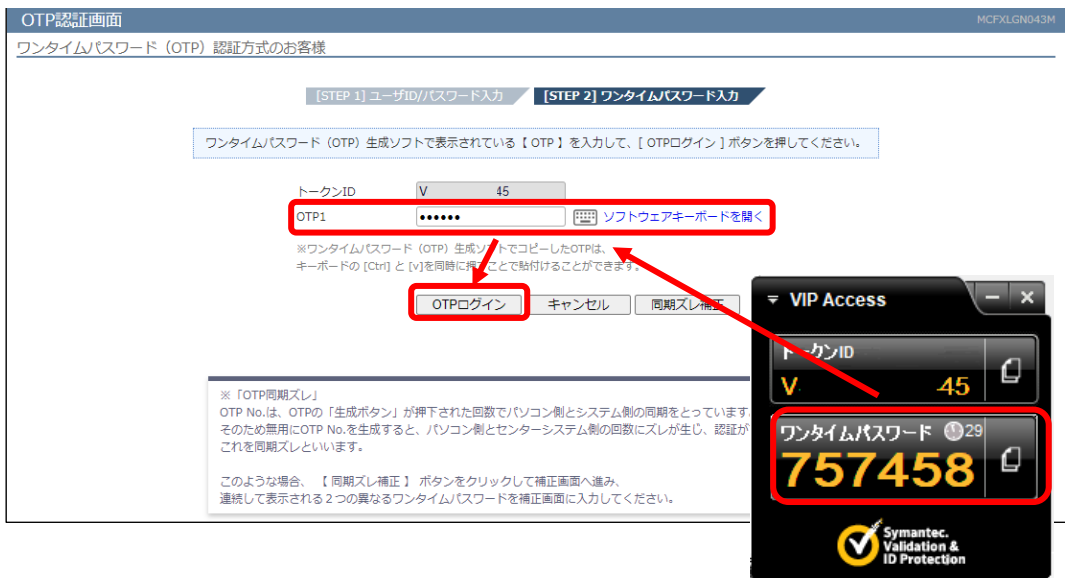 OTP認証画面
MCFXLGN043M
ワンタイムパスワード（OTP）認証方式のお客様
[STEP 1] ユーザID/パスワード入力
[STEP 2] ワンタイムパスワード入力
ワンタイムパスワード（OTP）生成ソフトで表示されている【 OTP 】を入力して、[ OTPログイン ] ボタンを押してください。
トークンID V 45
OTP1 •••••• ソフトウェアキーボードを開く
※ワンタイムパスワード（OTP）生成ソフトでコピーしたOTPは、
キーボードの [Ctrl] と [v]を同時に押すことで貼付けることができます。
OTPログイン キャンセル 同期ズレ補正
※「OTP同期ズレ」
OTP No.は、OTPの「生成ボタン」が押下された回数でパソコン側とシステム側の同期をとっています。
そのため無用にOTP No.を生成すると、パソコン側とセンターシステム側の回数にズレが生じ、認証が
これを同期ズレといいます。
このような場合、 【 同期ズレ補正 】 ボタンをクリックして補正画面へ進み、
連続して表示される２つの異なるワンタイムパスワードを補正画面に入力してください。
VIP Access
トークンID
V 45
ワンタイムパスワード 29
757458
Symantec.
Validation &
ID Protection